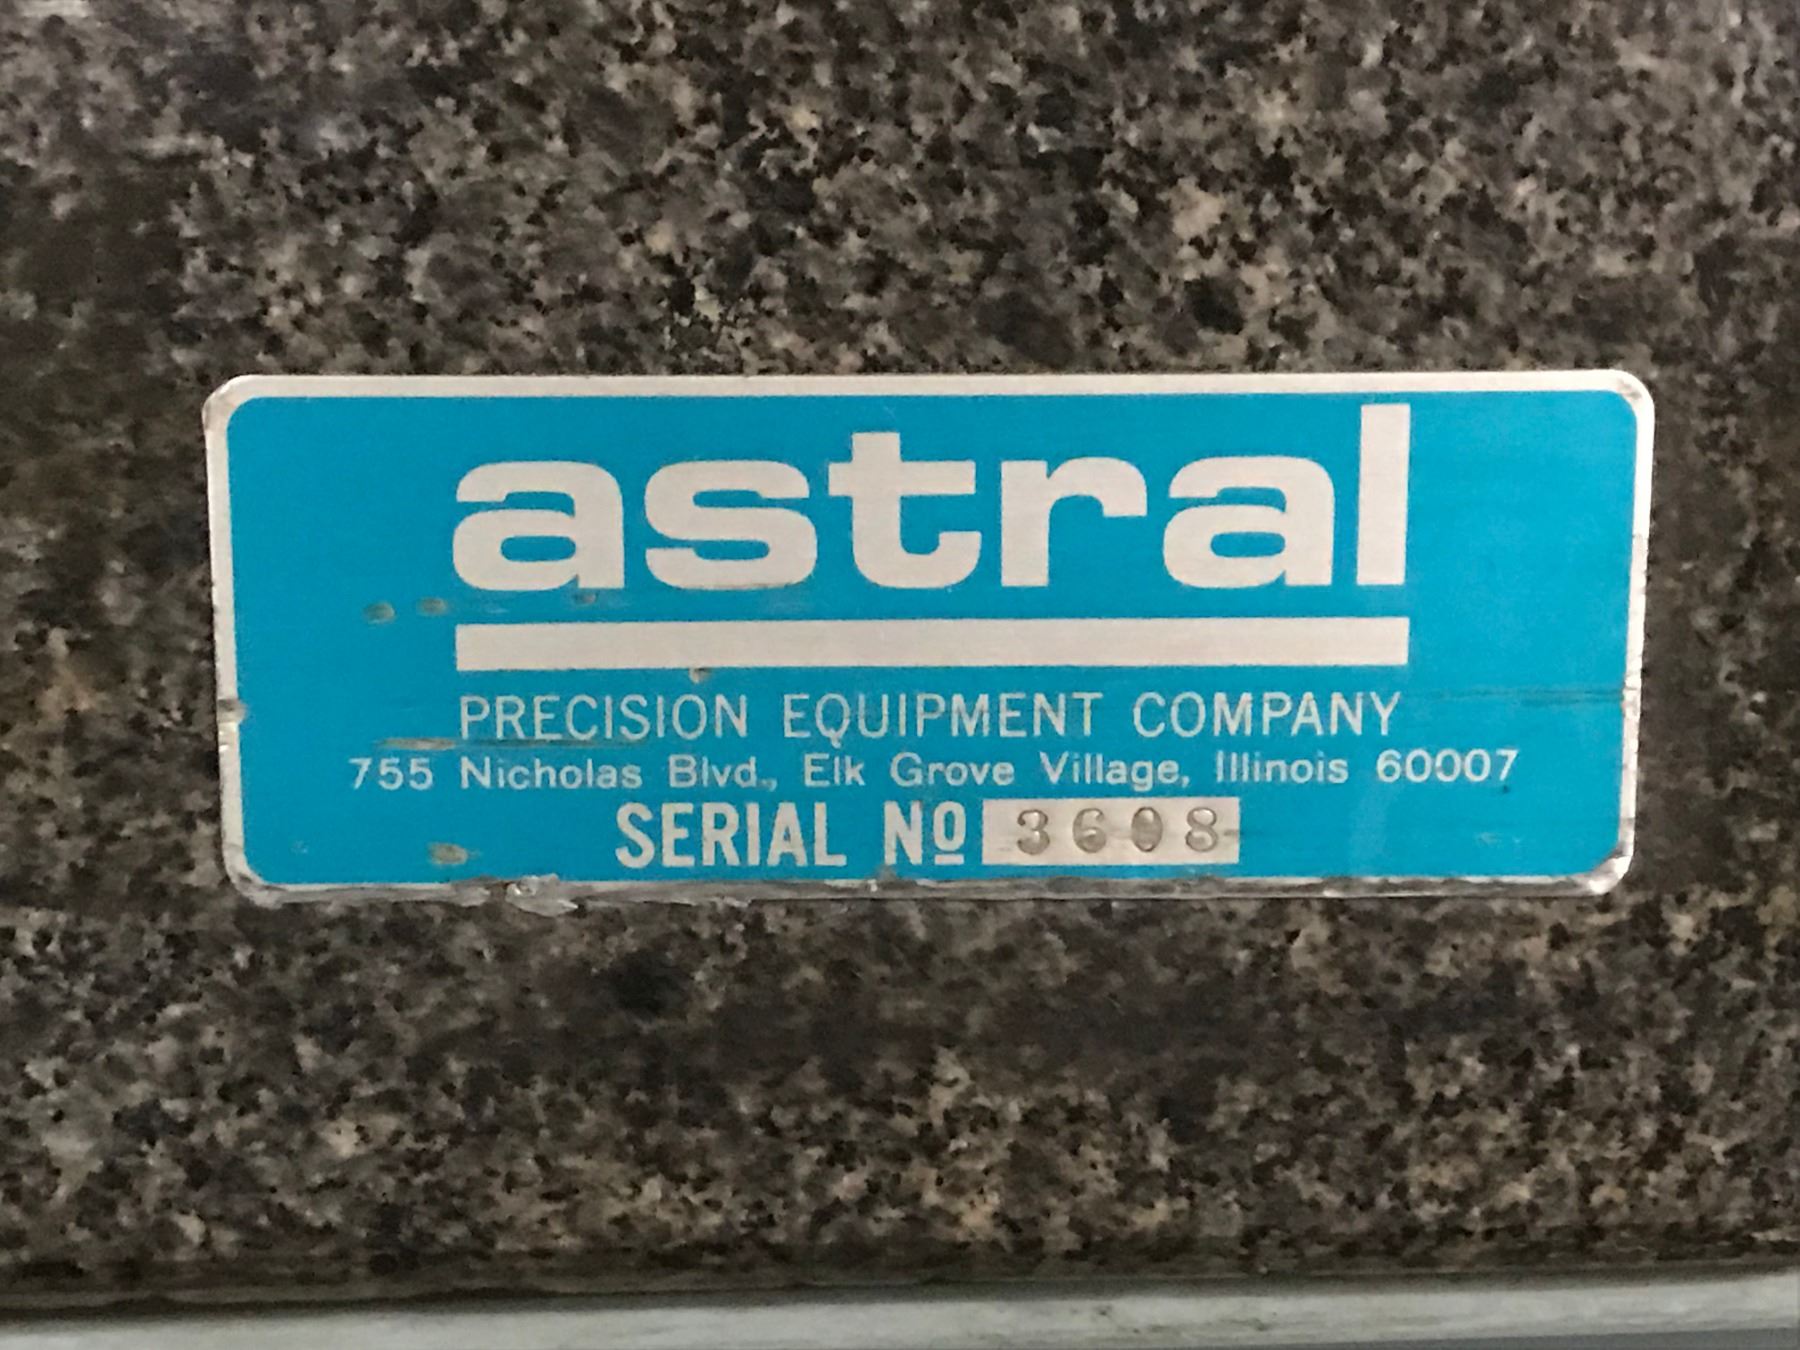 astral
PRECISION EQUIPMENT COMPANY
755 Nicholas Blvd., Elk Grove Village, Illinois 60007
SERIAL Nº 3608